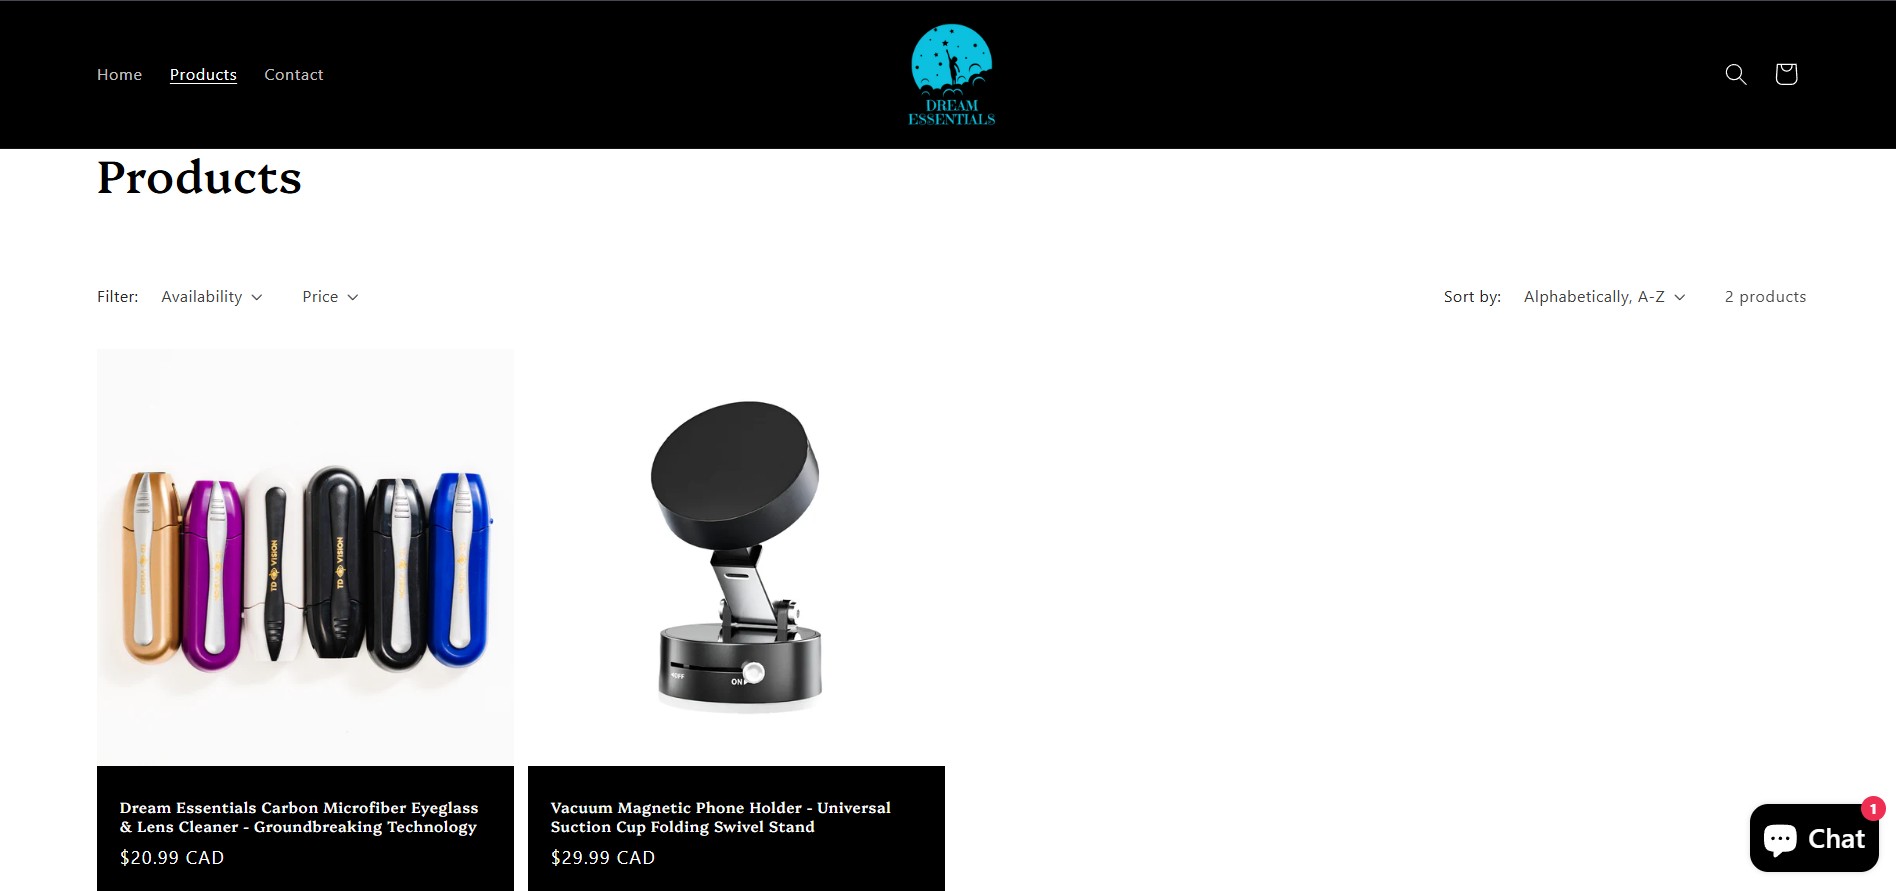 Home Products Contact
DREAM
ESSENTIALS
Products
Filter: Availability Price
Sort by: Alphabetically, A-Z 2 products
TD VISION
TD VISION
OFF
ON
Dream Essentials Carbon Microfiber Eyeglass
& Lens Cleaner - Groundbreaking Technology
$20.99 CAD
Vacuum Magnetic Phone Holder - Universal
Suction Cup Folding Swivel Stand
$29.99 CAD
1
Chat